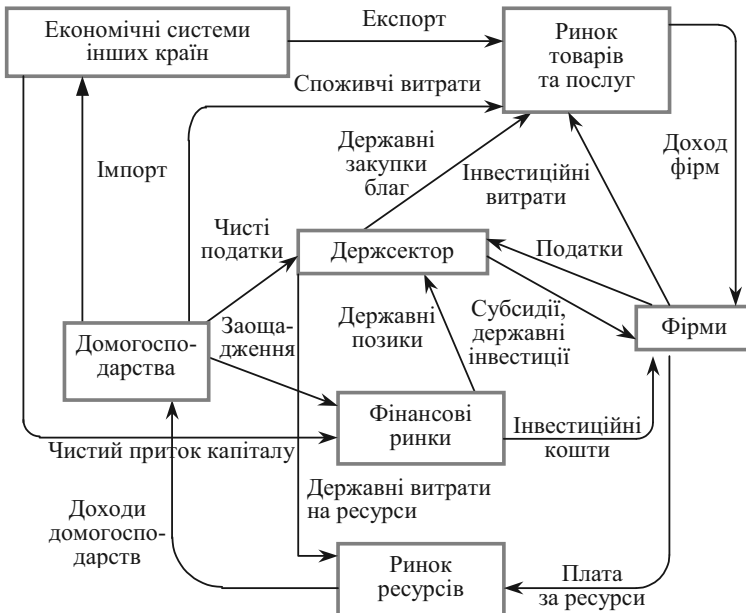 Економічні системи
інших країн
Експорт
Ринок
товарів
та послуг
Споживчі витрати
Державні
закупки
благ
Інвестиційні
витрати
Доход
фірм
Імпорт
Чисті
податки
Держсектор
Податки
Заоща-
дження
Державні
позики
Субсидії,
державні
інвестиції
Фірми
Домогоспо-
дарства
Фінансові
ринки
Інвестиційні
кошти
Чистий приток капіталу
Державні витрати
на ресурси
Доходи
домогоспо-
дарств
Ринок
ресурсів
Плата
за ресурси